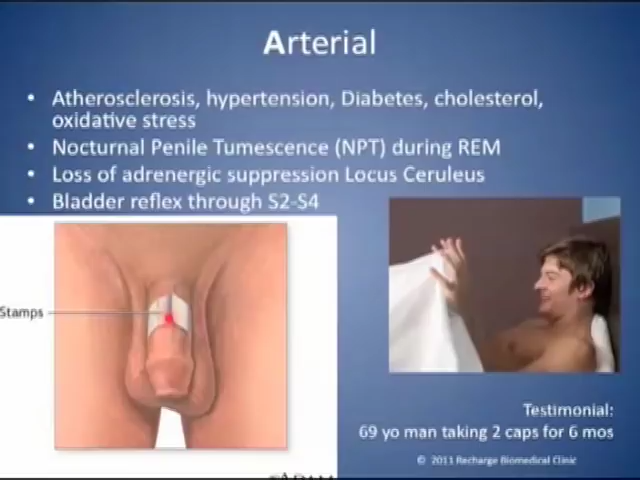 Arterial
• Atherosclerosis, hypertension, Diabetes, cholesterol,
oxidative stress
• Nocturnal Penile Tumescence (NPT) during REM
• Loss of adrenergic suppression Locus Ceruleus
• Bladder reflex through S2-S4
Stamps
Testimonial:
69 yo man taking 2 caps for 6 mos
© 2011 Recharge Biomedical Clinic